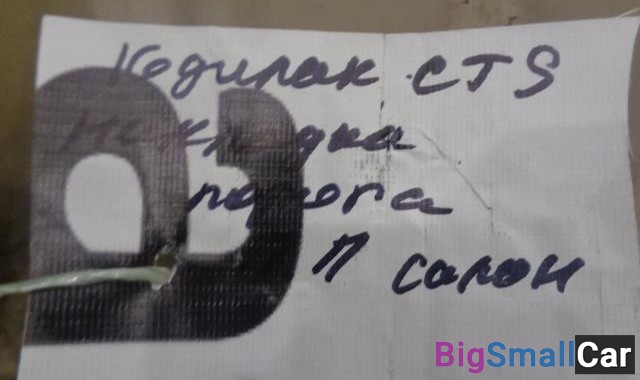 Кадилак CTS
накладка
порога
П салон
BigSmallCar